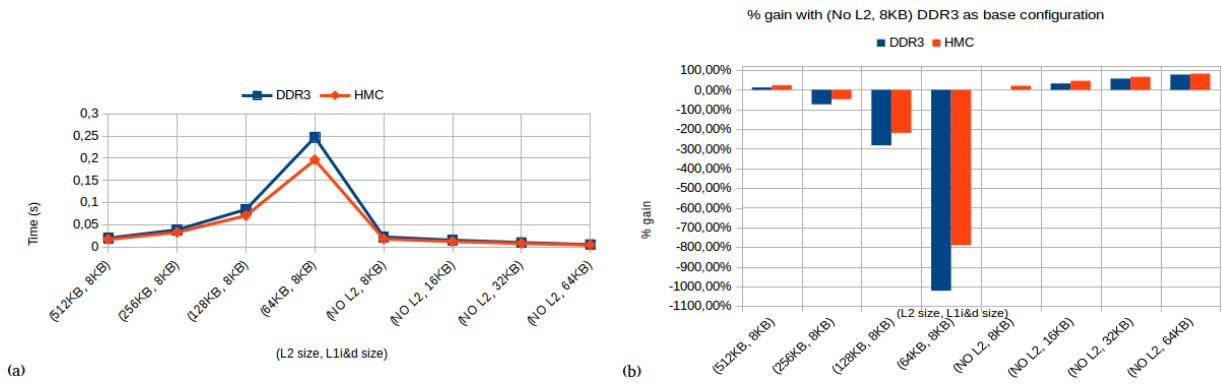 DDR3 HMC
0,3
0,25
0,2
0,15
0,1
0,05
0
Time (s)
(512KB, 8KB)
(256KB, 8KB)
(128KB, 8KB)
(64KB, 8KB)
(NO L2, 8KB)
(NO L2, 16KB)
(NO L2, 32KB)
(NO L2, 64KB)
(L2 size, L1i&d size)
(a)
% gain with (No L2, 8KB) DDR3 as base configuration
DDR3 HMC
100,00%
0,00%
-100,00%
-200,00%
-300,00%
-400,00%
-500,00%
-600,00%
-700,00%
-800,00%
-900,00%
-1000,00%
-1100,00%
% gain
(L2 size, L1i&d size)
(512KB, 8KB)
(256KB, 8KB)
(128KB, 8KB)
(64KB, 8KB)
(NO L2, 8KB)
(NO L2, 16KB)
(NO L2, 32KB)
(NO L2, 64KB)
(b)